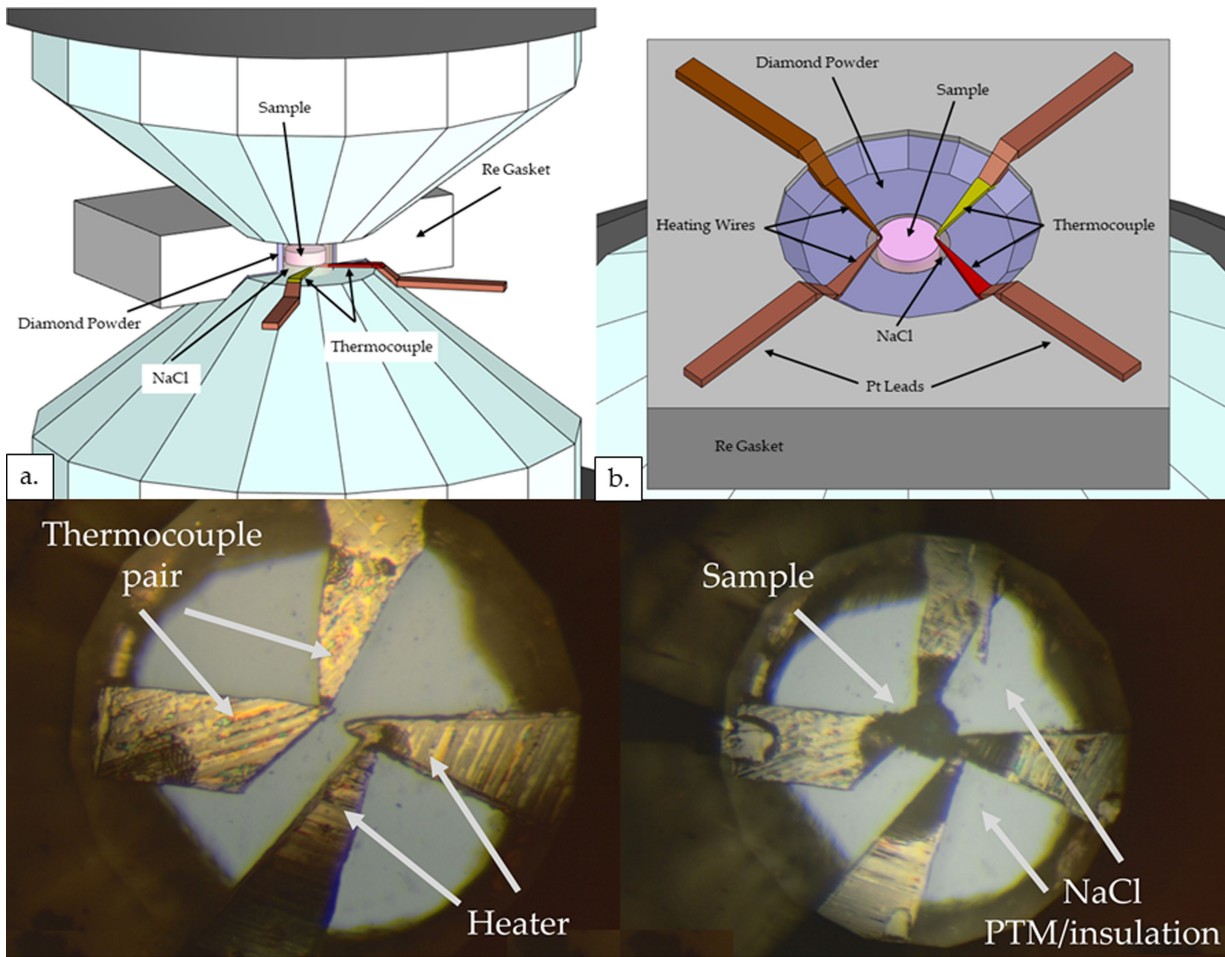 Sample
Re Gasket
Diamond Powder
Thermocouple
NaCl
a.
Diamond Powder
Sample
Heating Wires
Thermocouple
NaCl
Pt Leads
Re Gasket
b.
Thermocouple
pair
Heater
Sample
NaCl
PTM/insulation